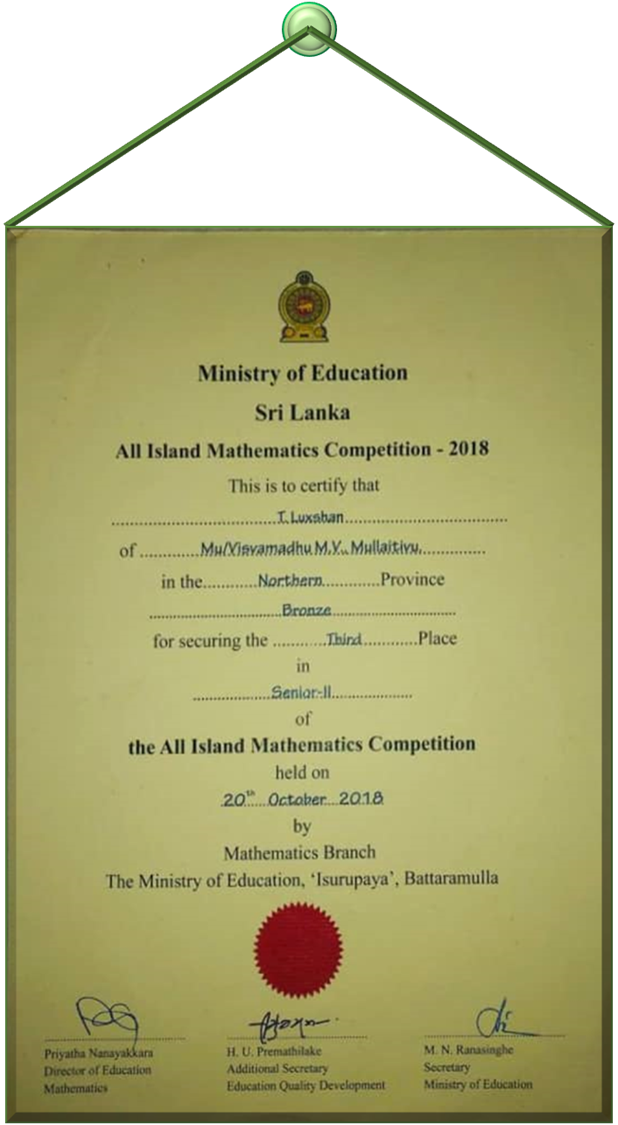 Ministry of Education
Sri Lanka
All Island Mathematics Competition - 2018
This is to certify that
T. Luxshan
of Mu/Visvamadhu M.V. Mullaitivu.
in the Northern Province
Bronze
for securing the Third Place
in
Senior-II
of
the All Island Mathematics Competition
held on
20th October 2018
by
Mathematics Branch
The Ministry of Education, ‘Isurupaya’, Battaramulla
Priyatha Nanayakkara
Director of Education
Mathematics
H. U. Premathilake
Additional Secretary
Education Quality Development
M. N. Ranasinghe
Secretary
Ministry of Education